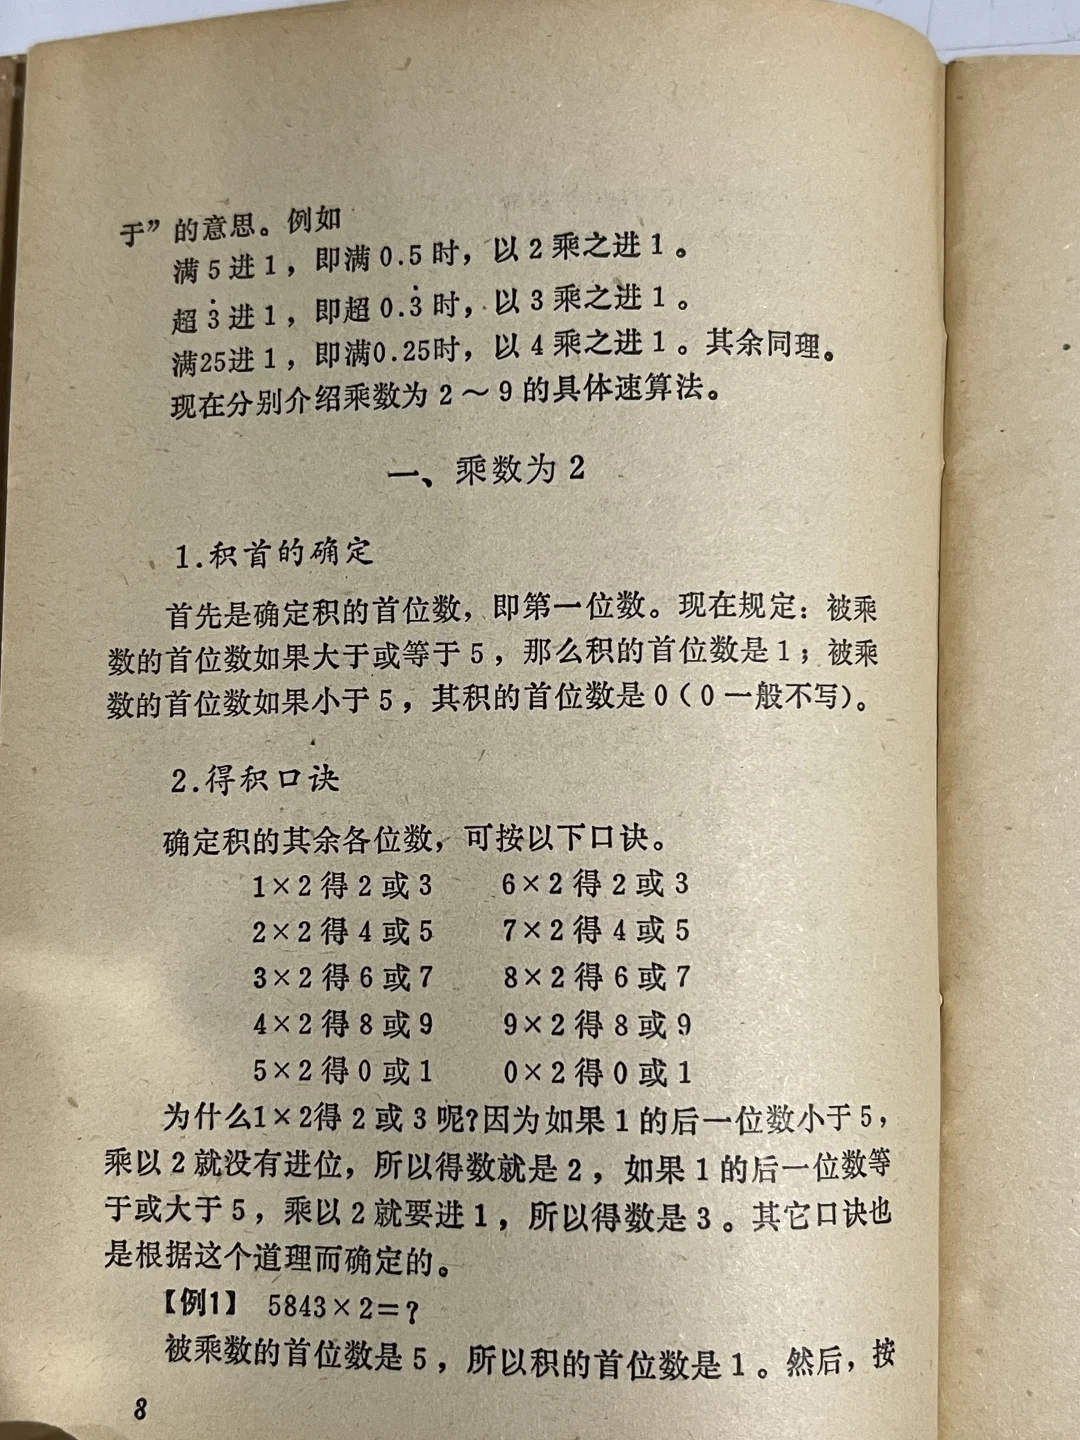 于”的意思。例如
满5进1，即满0.5时，以2乘之进1。
超3̇进1，即超0.3̇时，以3乘之进1。
满25进1，即满0.25时，以4乘之进1。其余同理。
现在分别介绍乘数为2～9的具体速算法。
一、乘数为2
1.积首的确定
首先是确定积的首位数，即第一位数。现在规定：被乘
数的首位数如果大于或等于5，那么积的首位数是1；被乘
数的首位数如果小于5，其积的首位数是0（0一般不写）。
2.得积口诀
确定积的其余各位数，可按以下口诀。
1×2得2或3 6×2得2或3
2×2得4或5 7×2得4或5
3×2得6或7 8×2得6或7
4×2得8或9 9×2得8或9
5×2得0或1 0×2得0或1
为什么1×2得2或3呢？因为如果1的后一位数小于5，
乘以2就没有进位，所以得数就是2，如果1的后一位数等
于或大于5，乘以2就要进1，所以得数是3。其它口诀也
是根据这个道理而确定的。
【例1】 5843×2=？
被乘数的首位数是5，所以积的首位数是1。然后，按
8